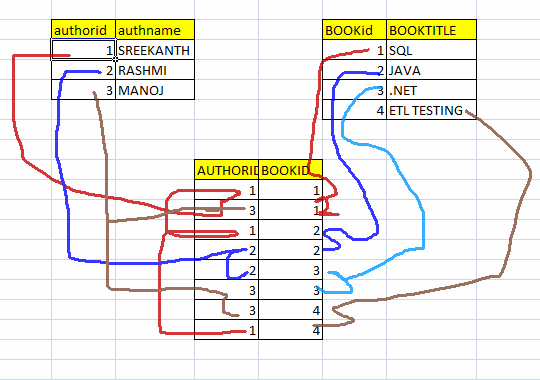 authorid authname BOOKid BOOKTITLE
1 SREEKANTH 1 SQL
2 RASHMI 2 JAVA
3 MANOJ 3 .NET
4 ETL TESTING
AUTHORID BOOKID
1 1
3 1
1 2
2 2
2 3
3 3
3 4
1 4